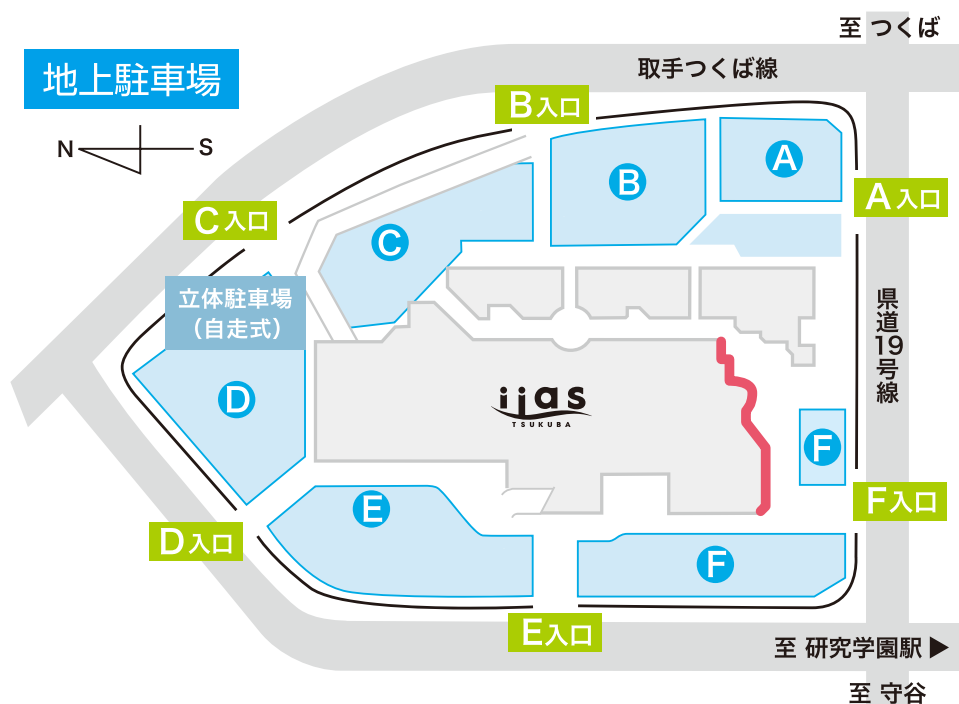 至 つくば
取手つくば線
地上駐車場
N
S
B入口
A
B
A入口
C入口
C
立体駐車場
（自走式）
県道19号線
D
iias
TSUKUBA
F
E
F入口
D入口
F
E入口
至 研究学園駅 ▶
至 守谷